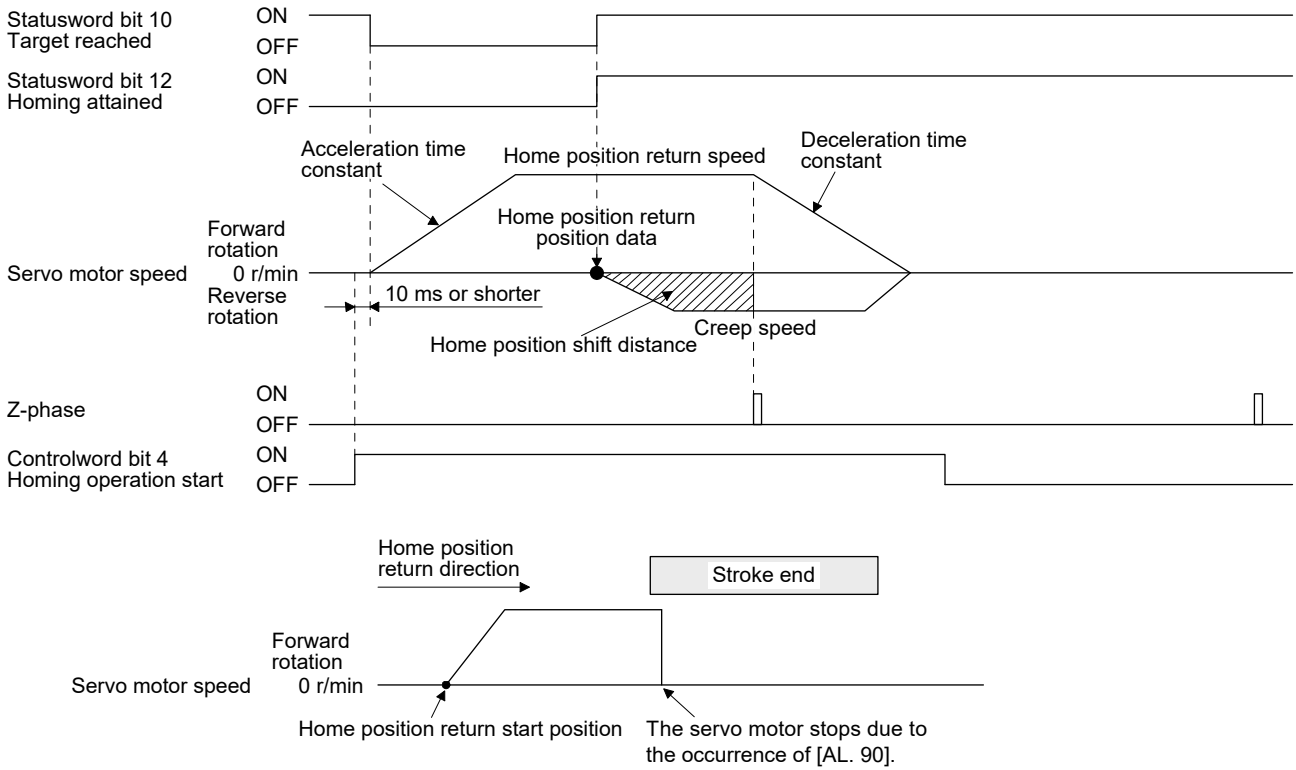 Statusword bit 10
Target reached
ON
OFF
Statusword bit 12
Homing attained
ON
OFF
Acceleration time
constant
Home position return speed
Deceleration time
constant
Home position return
position data
Forward
rotation
Servo motor speed
0 r/min
Reverse
rotation
10 ms or shorter
Creep speed
Home position shift distance
Z-phase
ON
OFF
Controlword bit 4
Homing operation start
ON
OFF
Home position
return direction
Stroke end
Forward
rotation
Servo motor speed
0 r/min
Home position return start position
The servo motor stops due to
the occurrence of [AL. 90].